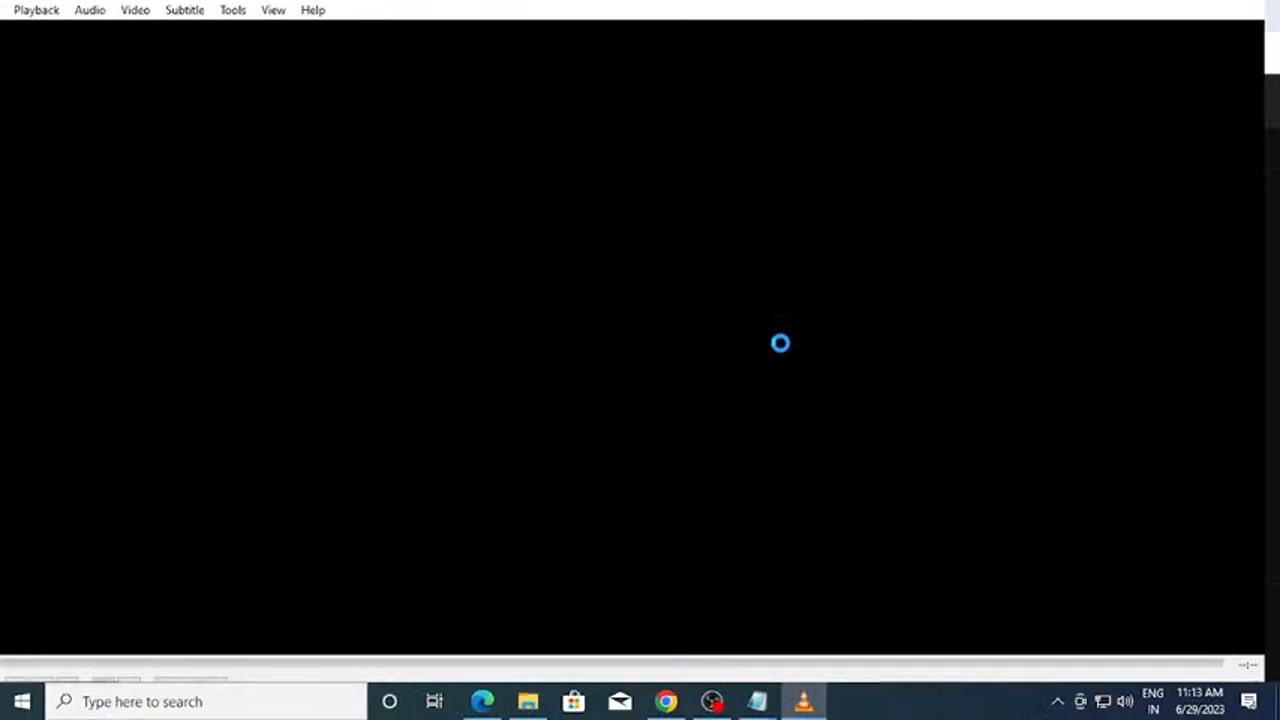 Playback Audio Video Subtitle Tools View Help
--:--
Type here to search
ENG
IN
11:13 AM
6/29/2023